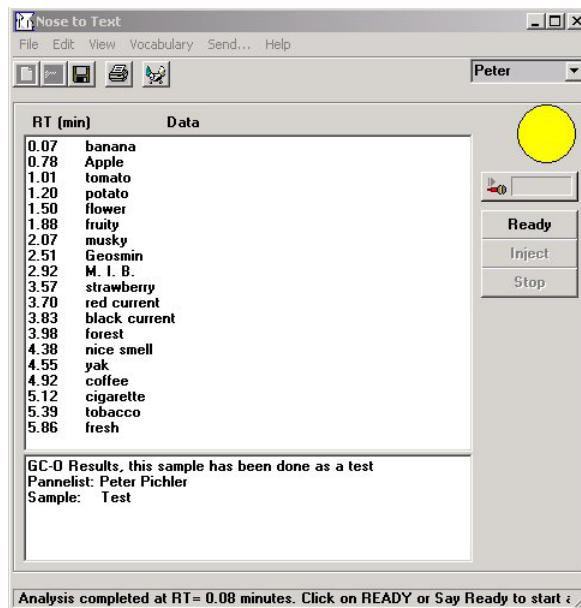 Nose to Text
File Edit View Vocabulary Send... Help
Peter
RT (min) Data
0.07 banana
0.78 Apple
1.01 tomato
1.20 potato
1.50 flower
1.88 fruity
2.07 musky
2.51 Geosmin
2.92 M. I. B.
3.57 strawberry
3.70 red current
3.83 black current
3.98 forest
4.38 nice smell
4.55 yak
4.92 coffee
5.12 cigarette
5.39 tobacco
5.86 fresh
Ready
Inject
Stop
GC-O Results, this sample has been done as a test
Pannelist: Peter Pichler
Sample: Test
Analysis completed at RT= 0.08 minutes. Click on READY or Say Ready to start